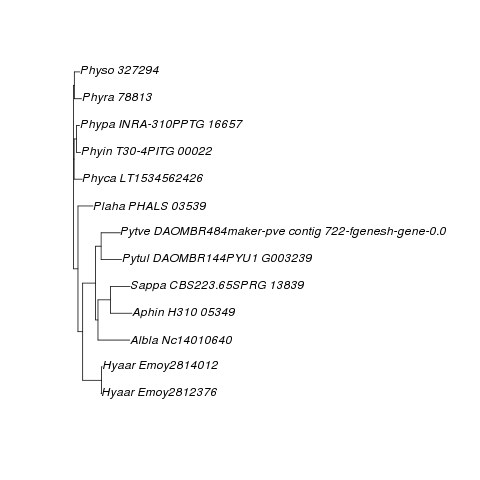 Physo 327294
Phyra 78813
Phypa INRA-310PPTG 16657
Phyin T30-4PITG 00022
Phyca LT1534562426
Plaha PHALS 03539
Pytve DAOMBR484maker-pve contig 722-fgenesh-gene-0.0
Pytul DAOMBR144PYU1 G003239
Sappa CBS223.65SPRG 13839
Aphin H310 05349
Albla Nc14010640
Hyaar Emoy2814012
Hyaar Emoy2812376